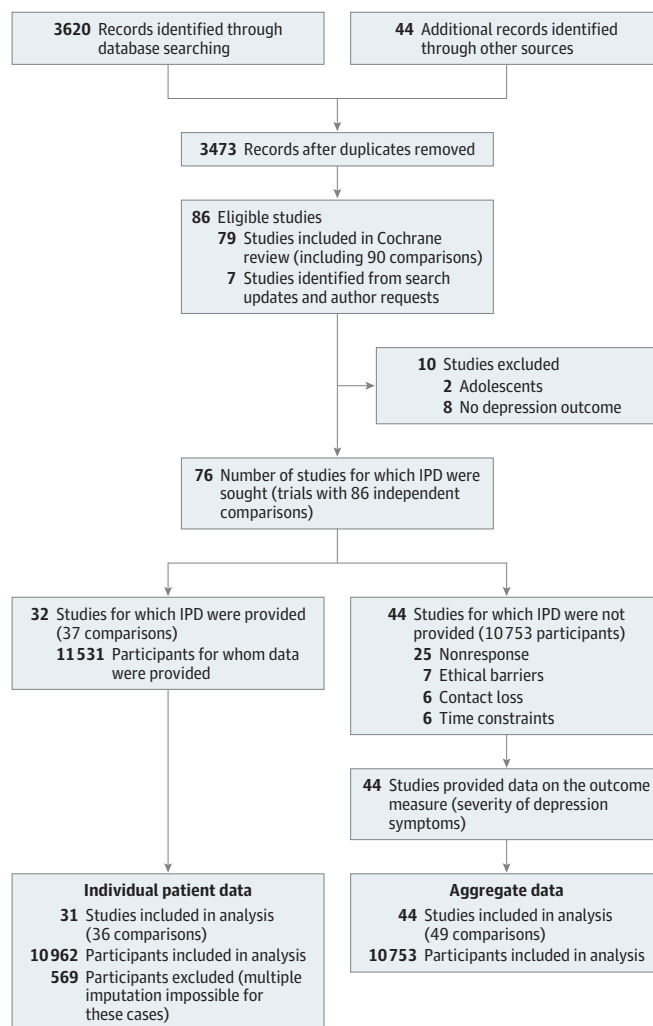 3620 Records identified through
database searching
44 Additional records identified
through other sources
3473 Records after duplicates removed
86 Eligible studies
79 Studies included in Cochrane
review (including 90 comparisons)
7 Studies identified from search
updates and author requests
10 Studies excluded
2 Adolescents
8 No depression outcome
76 Number of studies for which IPD were
sought (trials with 86 independent
comparisons)
32 Studies for which IPD were provided
(37 comparisons)
11531 Participants for whom data
were provided
44 Studies for which IPD were not
provided (10753 participants)
25 Nonresponse
7 Ethical barriers
6 Contact loss
6 Time constraints
44 Studies provided data on the outcome
measure (severity of depression
symptoms)
Individual patient data
31 Studies included in analysis
(36 comparisons)
10962 Participants included in analysis
569 Participants excluded (multiple
imputation impossible for
these cases)
Aggregate data
44 Studies included in analysis
(49 comparisons)
10753 Participants included in analysis